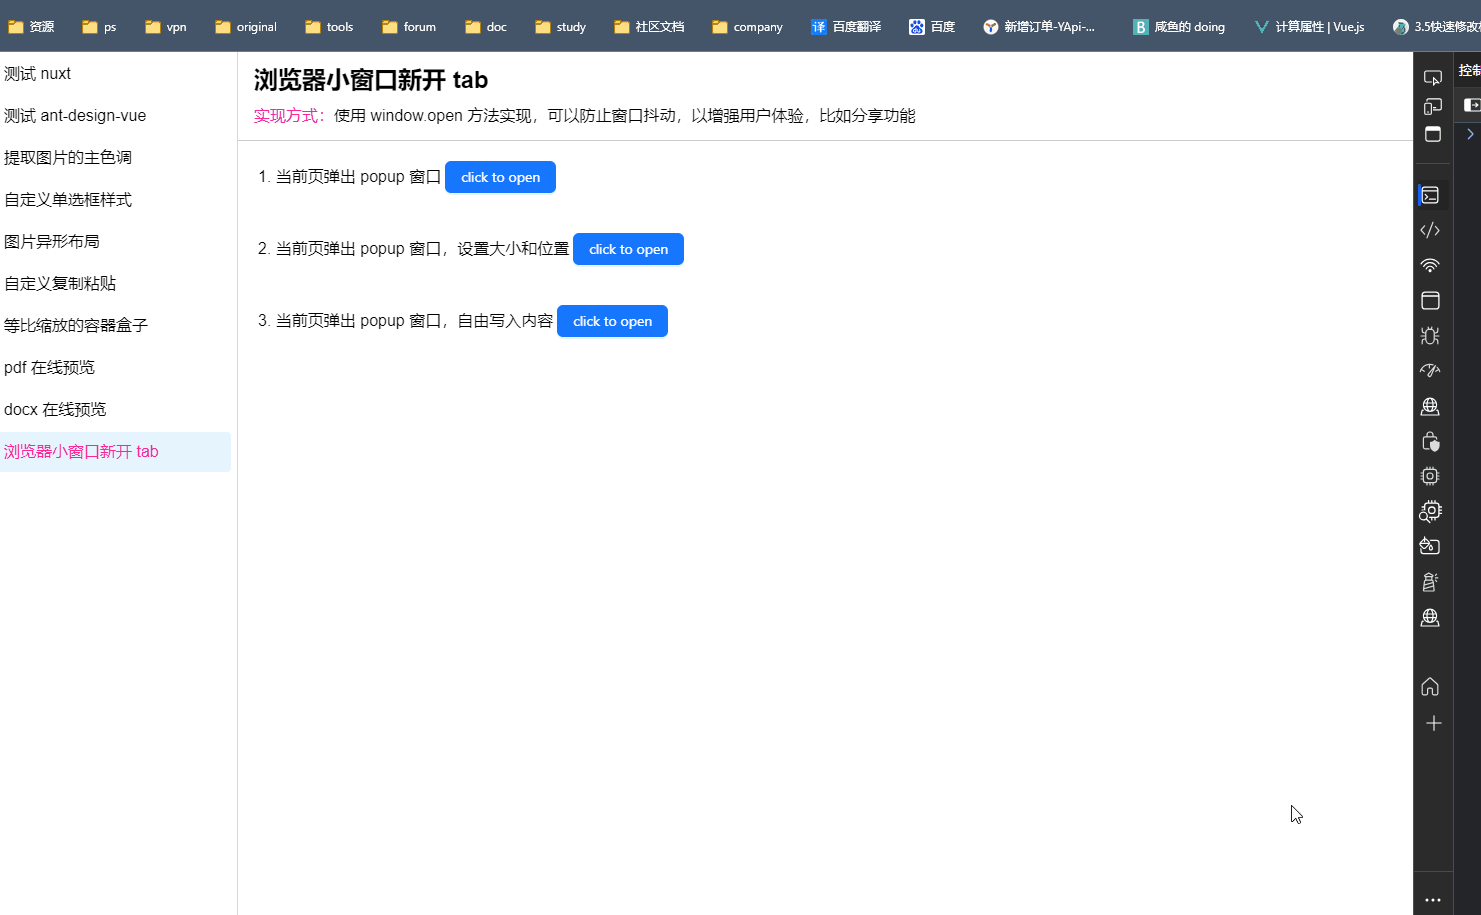 资源 ps vpn original tools forum doc study 社区文档 company 译 百度翻译 百度 新增订单-YApi-... B 咸鱼的 doing 计算属性 | Vue.js 3.5快速修改
测试 nuxt
测试 ant-design-vue
提取图片的主色调
自定义单选框样式
图片异形布局
自定义复制粘贴
等比缩放的容器盒子
pdf 在线预览
docx 在线预览
浏览器小窗口新开 tab
浏览器小窗口新开 tab
实现方式：使用 window.open 方法实现，可以防止窗口抖动，以增强用户体验，比如分享功能
1. 当前页弹出 popup 窗口 click to open
2. 当前页弹出 popup 窗口，设置大小和位置 click to open
3. 当前页弹出 popup 窗口，自由写入内容 click to open
控制